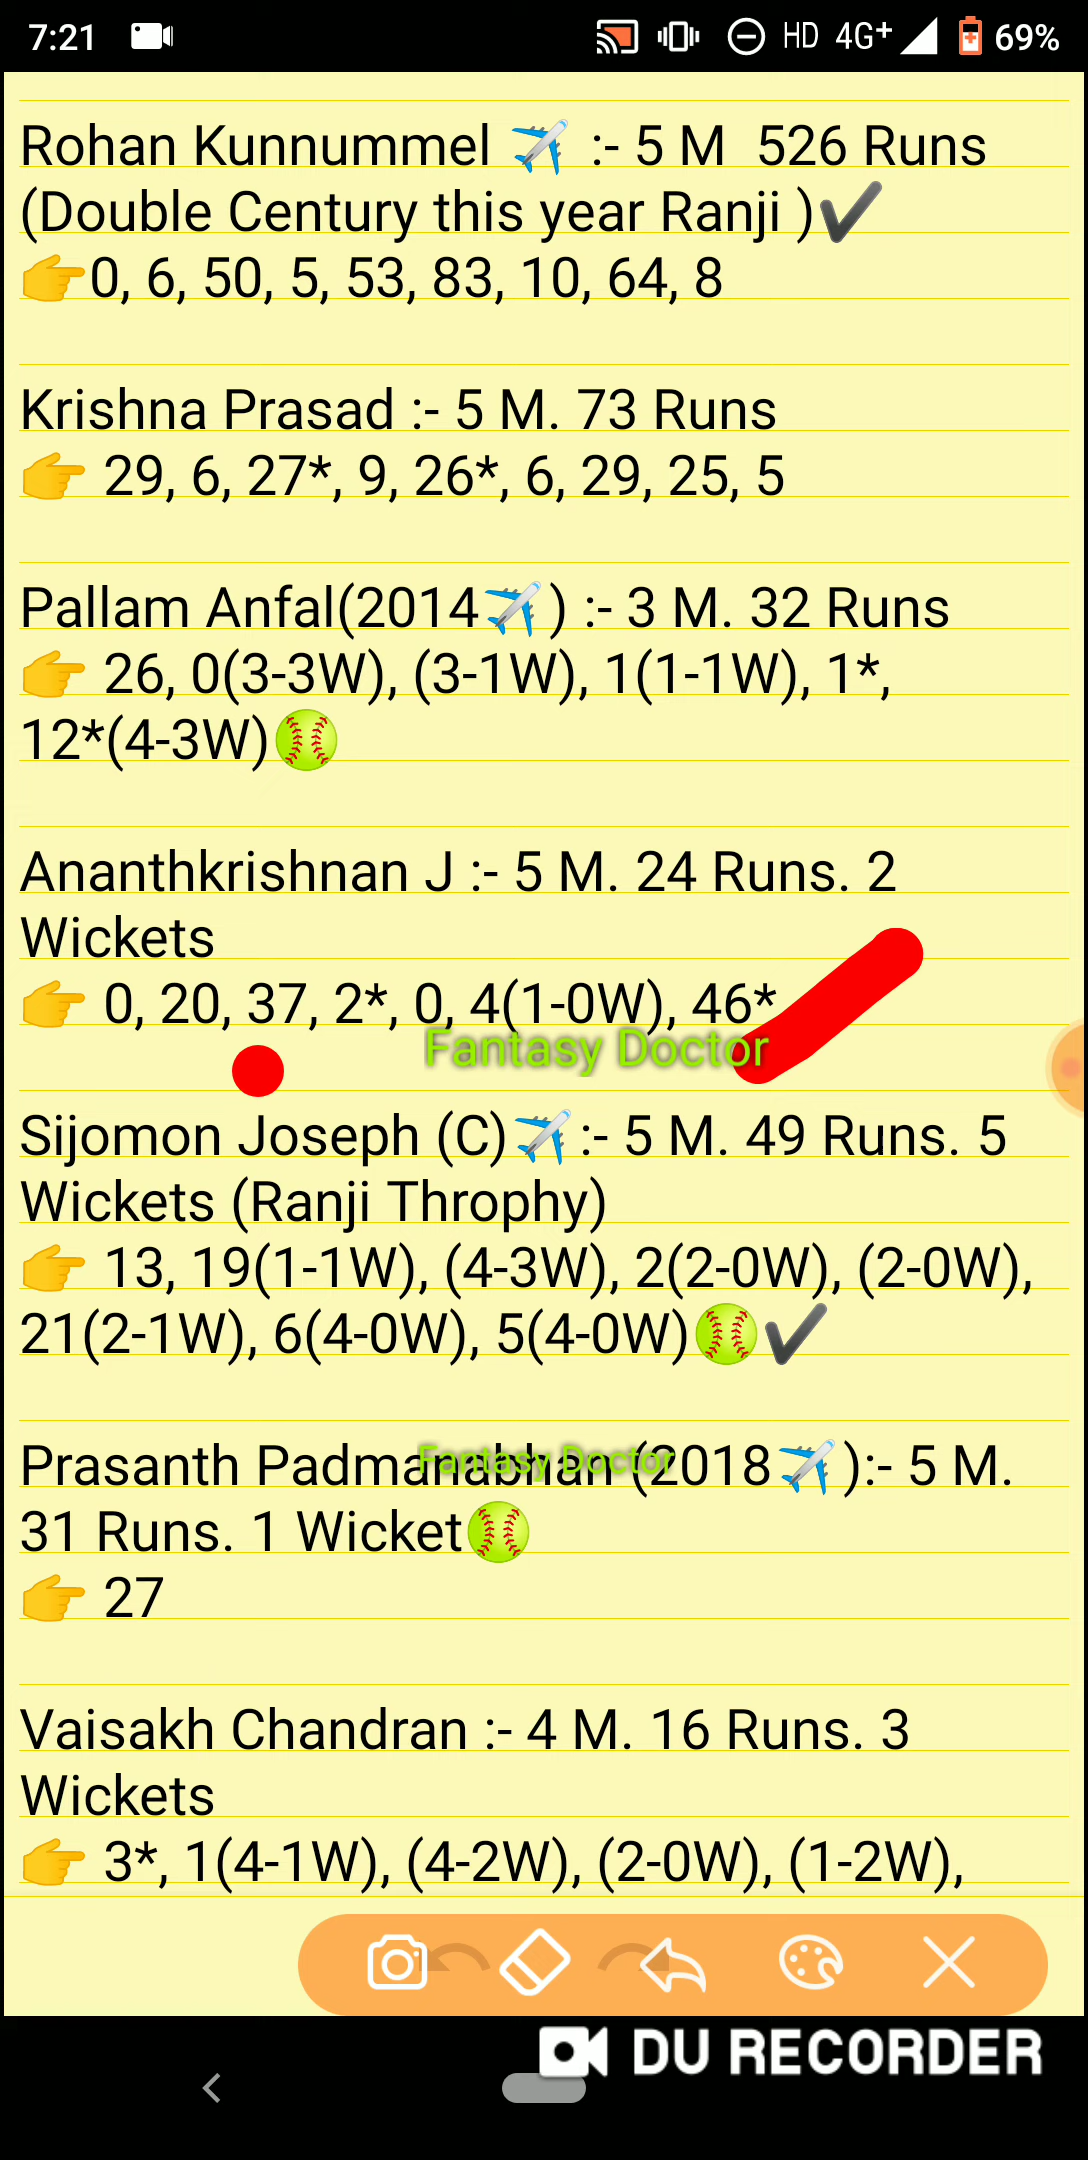 7:21 HD 4G+ 69%
Rohan Kunnummel ✈️ :- 5 M 526 Runs
(Double Century this year Ranji )✔️
👉0, 6, 50, 5, 53, 83, 10, 64, 8
Krishna Prasad :- 5 M. 73 Runs
👉 29, 6, 27*, 9, 26*, 6, 29, 25, 5
Pallam Anfal(2014✈️) :- 3 M. 32 Runs
👉 26, 0(3-3W), (3-1W), 1(1-1W), 1*,
12*(4-3W)🥎
Ananthkrishnan J :- 5 M. 24 Runs. 2
Wickets
👉 0, 20, 37, 2*, 0, 4(1-0W), 46*
Fantasy Doctor
Sijomon Joseph (C)✈️:- 5 M. 49 Runs. 5
Wickets (Ranji Throphy)
👉 13, 19(1-1W), (4-3W), 2(2-0W), (2-0W),
21(2-1W), 6(4-0W), 5(4-0W)🥎✔️
Fantasy Doctor
Prasanth Padmanabhan (2018✈️):- 5 M.
31 Runs. 1 Wicket🥎
👉 27
Vaisakh Chandran :- 4 M. 16 Runs. 3
Wickets
👉 3*, 1(4-1W), (4-2W), (2-0W), (1-2W),
DU RECORDER